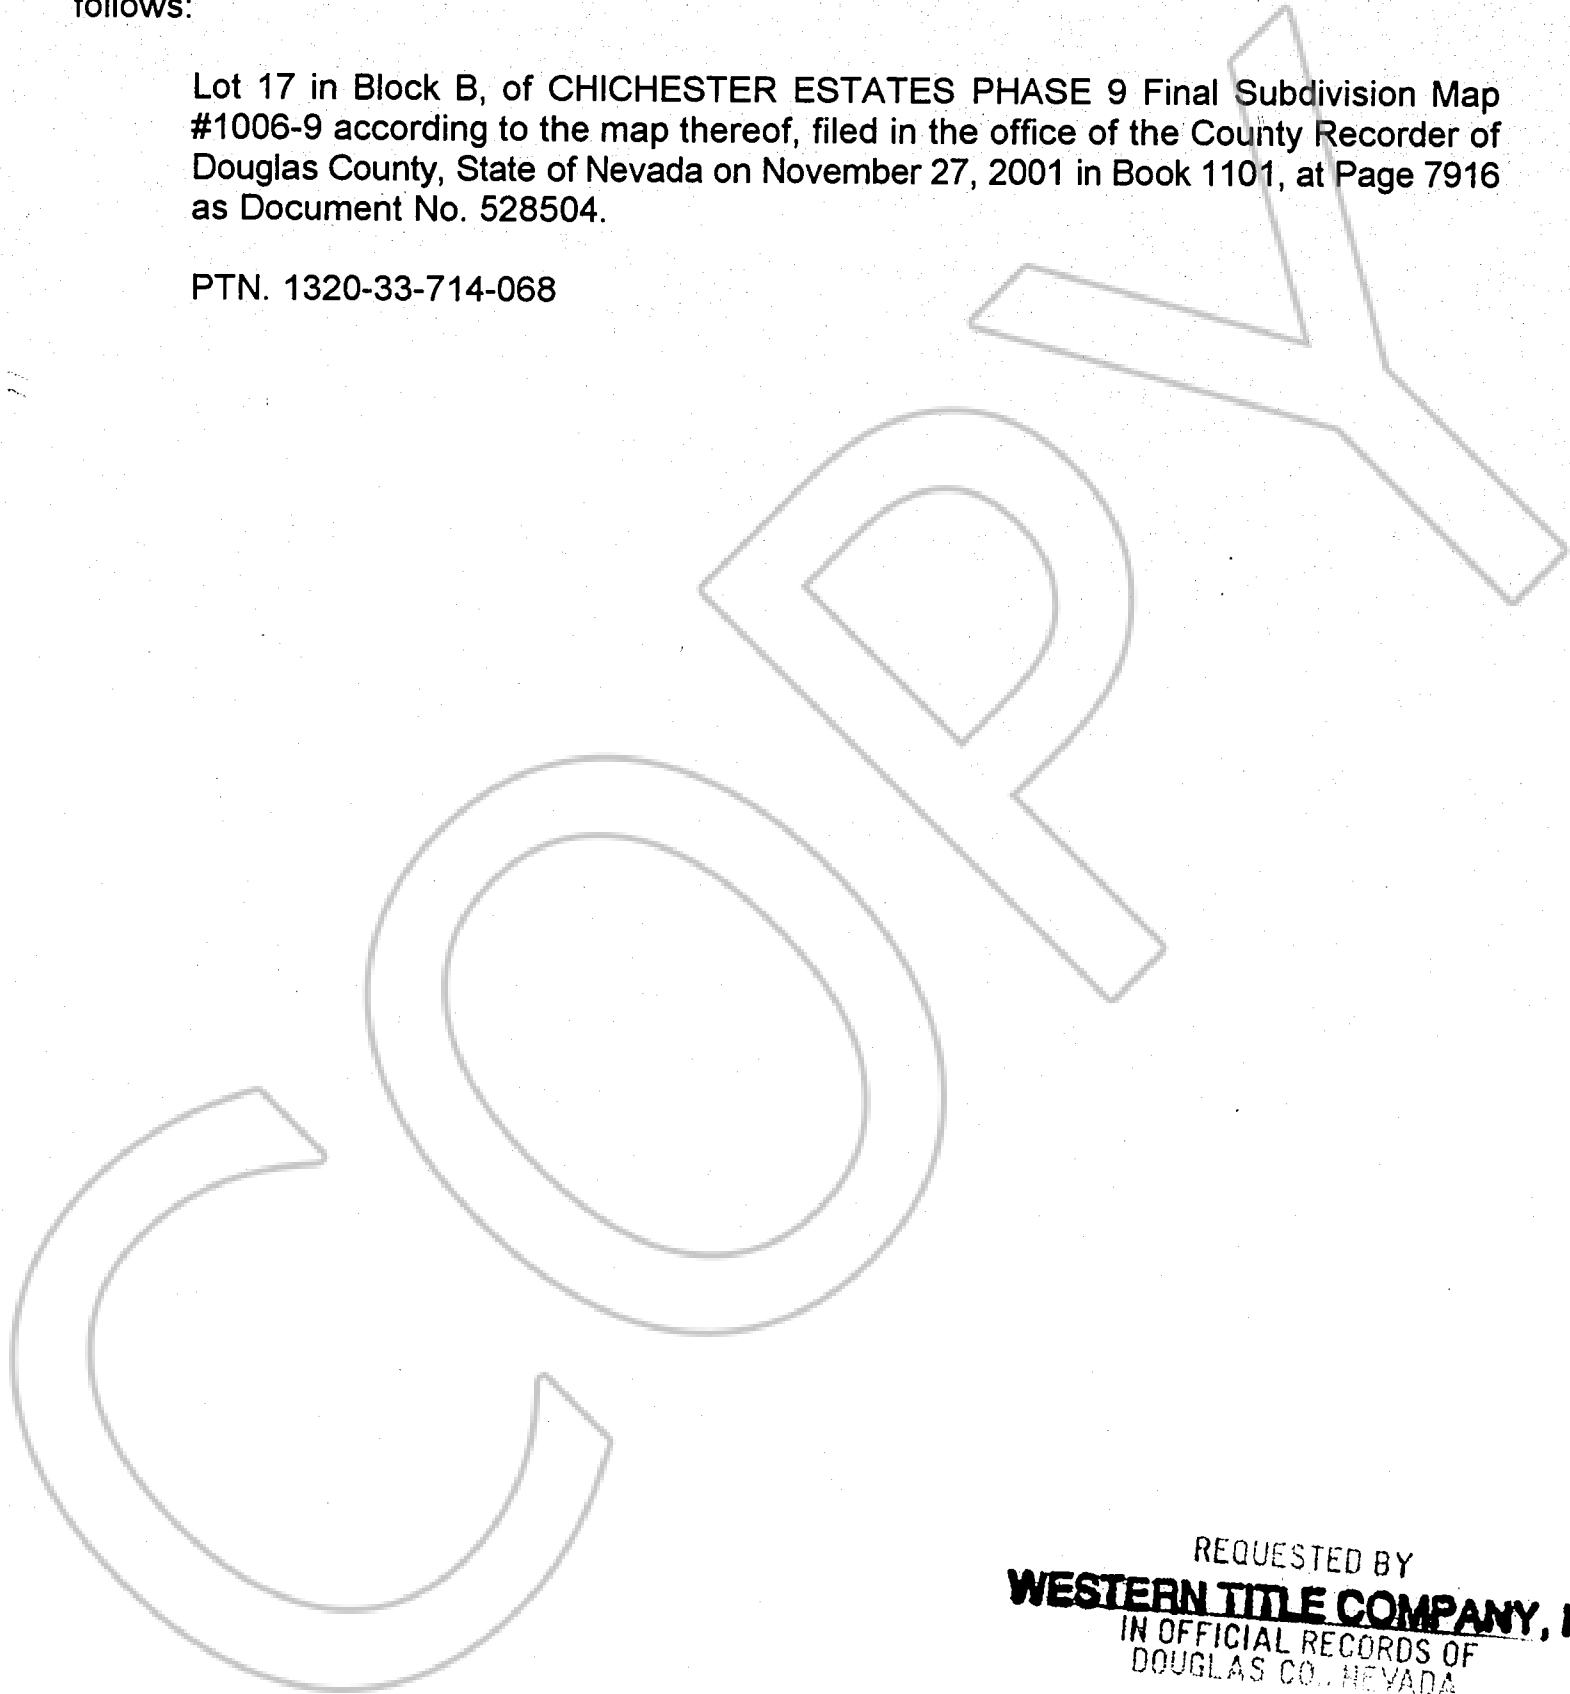 follows:
Lot 17 in Block B, of CHICHESTER ESTATES PHASE 9 Final Subdivision Map
#1006-9 according to the map thereof, filed in the office of the County Recorder of
Douglas County, State of Nevada on November 27, 2001 in Book 1101, at Page 7916
as Document No. 528504.
PTN. 1320-33-714-068
COPY
REQUESTED BY
WESTERN TITLE COMPANY,
IN OFFICIAL RECORDS OF
DOUGLAS CO., NEVADA